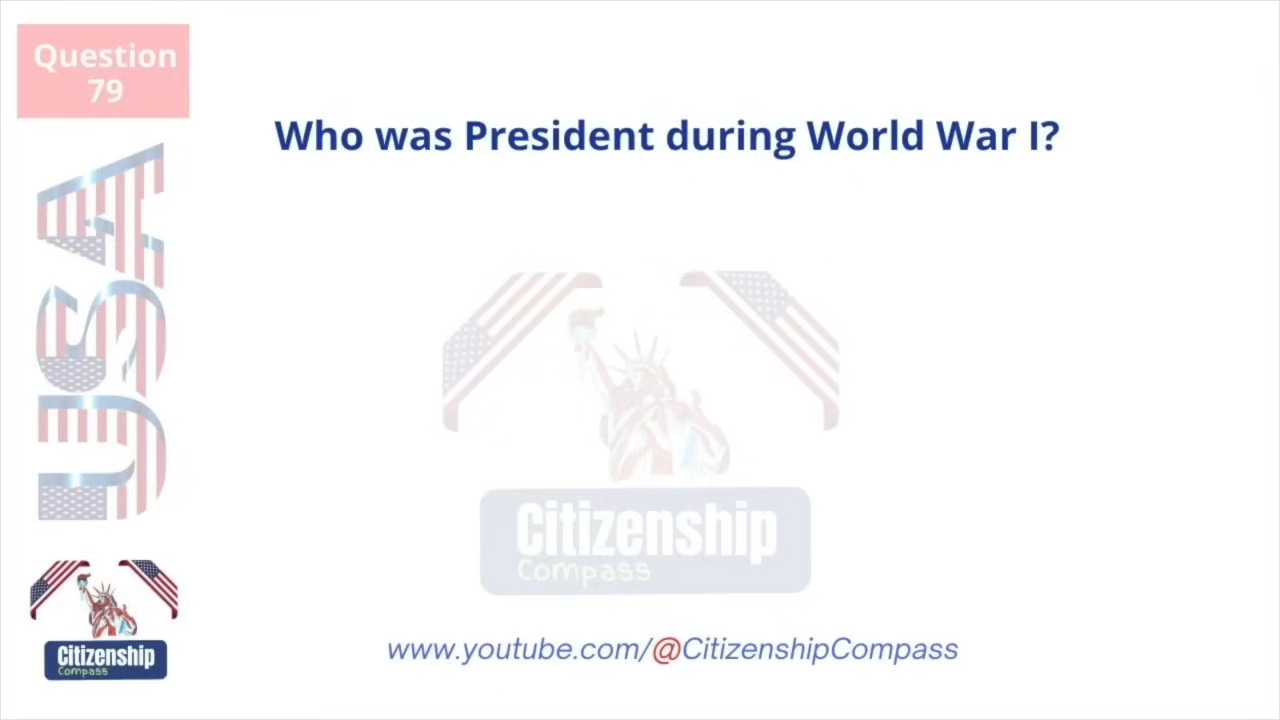 Question
79
Who was President during World War I?
USA
Citizenship
Compass
Citizenship
Compass
www.youtube.com/@CitizenshipCompass